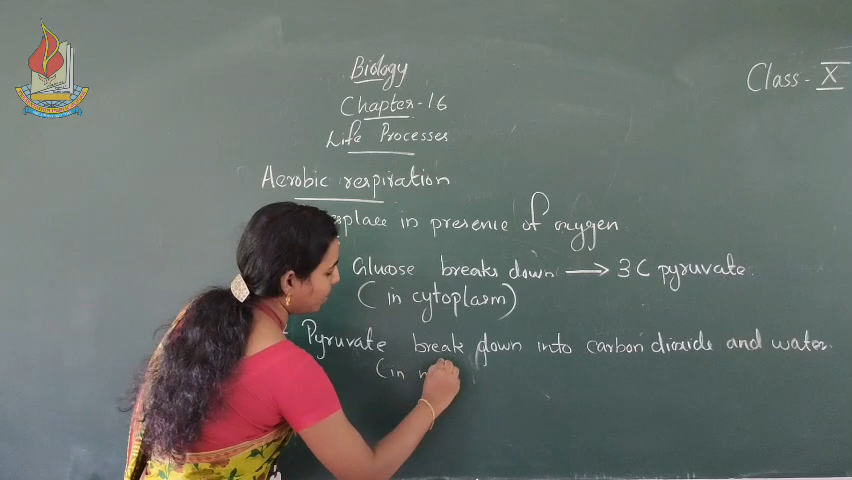 Biology
Class - X
Chapter - 16
Life Processes
Aerobic respiration
place in presence of oxygen
Glucose breaks down → 3C pyruvate.
(in cytoplasm)
Pyruvate break down into carbon dioxide and water.
(in